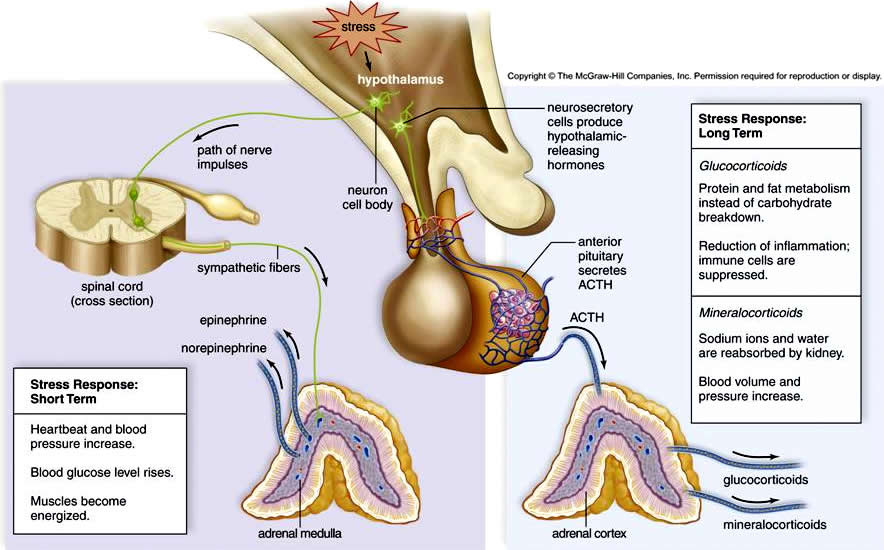 stress
hypothalamus
Copyright © The McGraw-Hill Companies, Inc. Permission required for reproduction or display.
path of nerve
impulses
neuron
cell body
neurosecretory
cells produce
hypothalamic-
releasing
hormones
spinal cord
(cross section)
sympathetic fibers
anterior
pituitary
secretes
ACTH
epinephrine
norepinephrine
ACTH
Stress Response:
Short Term
Heartbeat and blood
pressure increase.
Blood glucose level rises.
Muscles become
energized.
adrenal medulla
Stress Response:
Long Term
Glucocorticoids
Protein and fat metabolism
instead of carbohydrate
breakdown.
Reduction of inflammation;
immune cells are
suppressed.
Mineralocorticoids
Sodium ions and water
are reabsorbed by kidney.
Blood volume and
pressure increase.
glucocorticoids
mineralocorticoids
adrenal cortex